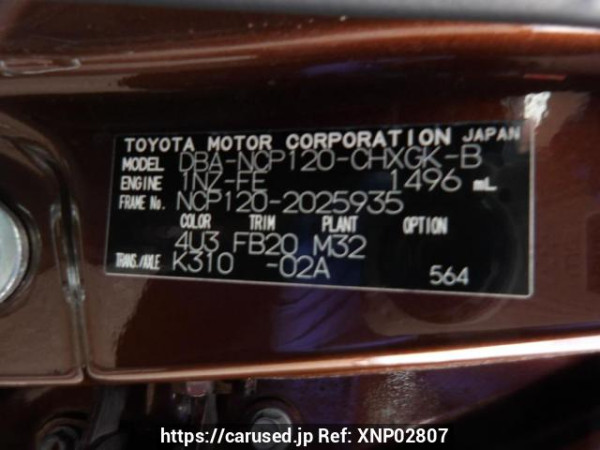 TOYOTA MOTOR CORPORATION JAPAN
MODEL DBA-NCP120-CHXGK-B
ENGINE 1NZ-FE 1496 mL
FRAME No. NCP120-2025935
COLOR TRIM PLANT OPTION
4U3 FB20 M32
TRANS./AXLE K310 -02A
564
https://carused.jp Ref: XNP02807